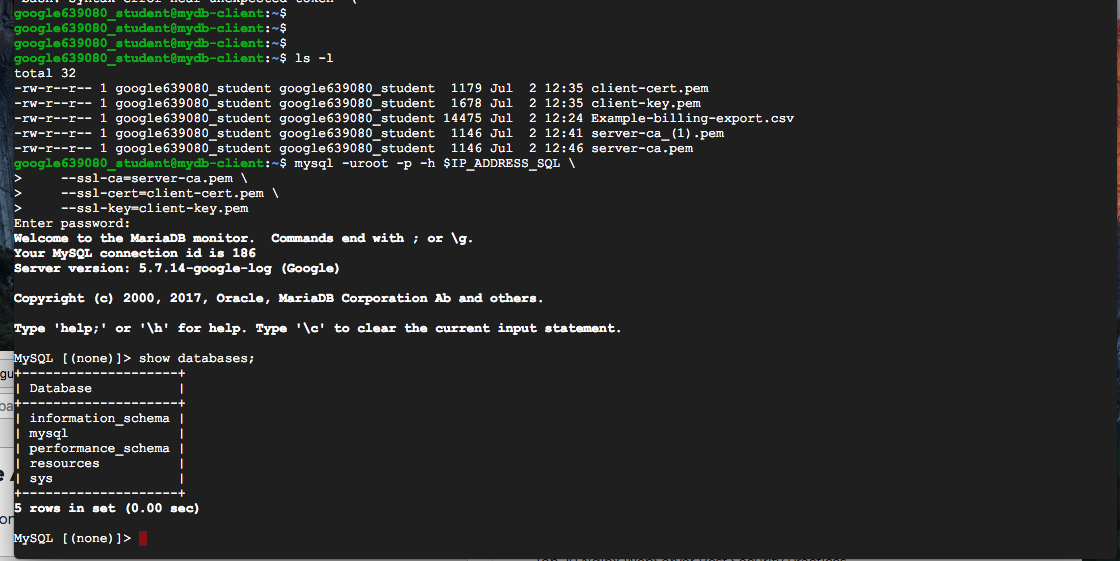 google639080_student@mydb-client:~$
google639080_student@mydb-client:~$
google639080_student@mydb-client:~$
google639080_student@mydb-client:~$ ls -l
total 32
-rw-r--r-- 1 google639080_student google639080_student  1179 Jul  2 12:35 client-cert.pem
-rw-r--r-- 1 google639080_student google639080_student  1678 Jul  2 12:35 client-key.pem
-rw-r--r-- 1 google639080_student google639080_student 14475 Jul  2 12:24 Example-billing-export.csv
-rw-r--r-- 1 google639080_student google639080_student  1146 Jul  2 12:41 server-ca_(1).pem
-rw-r--r-- 1 google639080_student google639080_student  1146 Jul  2 12:46 server-ca.pem
google639080_student@mydb-client:~$ mysql -uroot -p -h $IP_ADDRESS_SQL \
>     --ssl-ca=server-ca.pem \
>     --ssl-cert=client-cert.pem \
>     --ssl-key=client-key.pem
Enter password:
Welcome to the MariaDB monitor.  Commands end with ; or \g.
Your MySQL connection id is 186
Server version: 5.7.14-google-log (Google)
Copyright (c) 2000, 2017, Oracle, MariaDB Corporation Ab and others.
Type 'help;' or '\h' for help. Type '\c' to clear the current input statement.
MySQL [(none)]> show databases;
+--------------------+
| Database           |
+--------------------+
| information_schema |
| mysql              |
| performance_schema |
| resources          |
| sys                |
+--------------------+
5 rows in set (0.00 sec)
MySQL [(none)]>